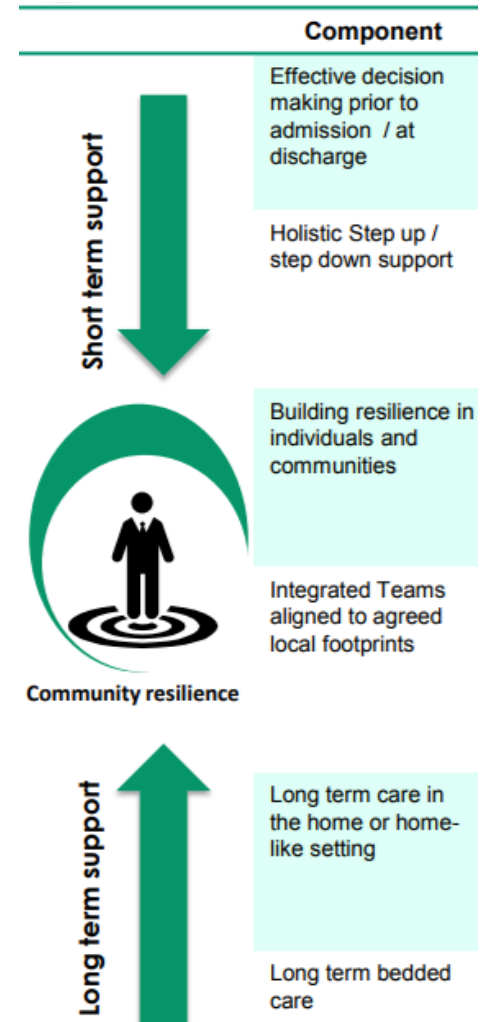 Component
Short term support
Effective decision
making prior to
admission / at
discharge
Holistic Step up /
step down support
Community resilience
Building resilience in
individuals and
communities
Integrated Teams
aligned to agreed
local footprints
Long term support
Long term care in
the home or home-
like setting
Long term bedded
care